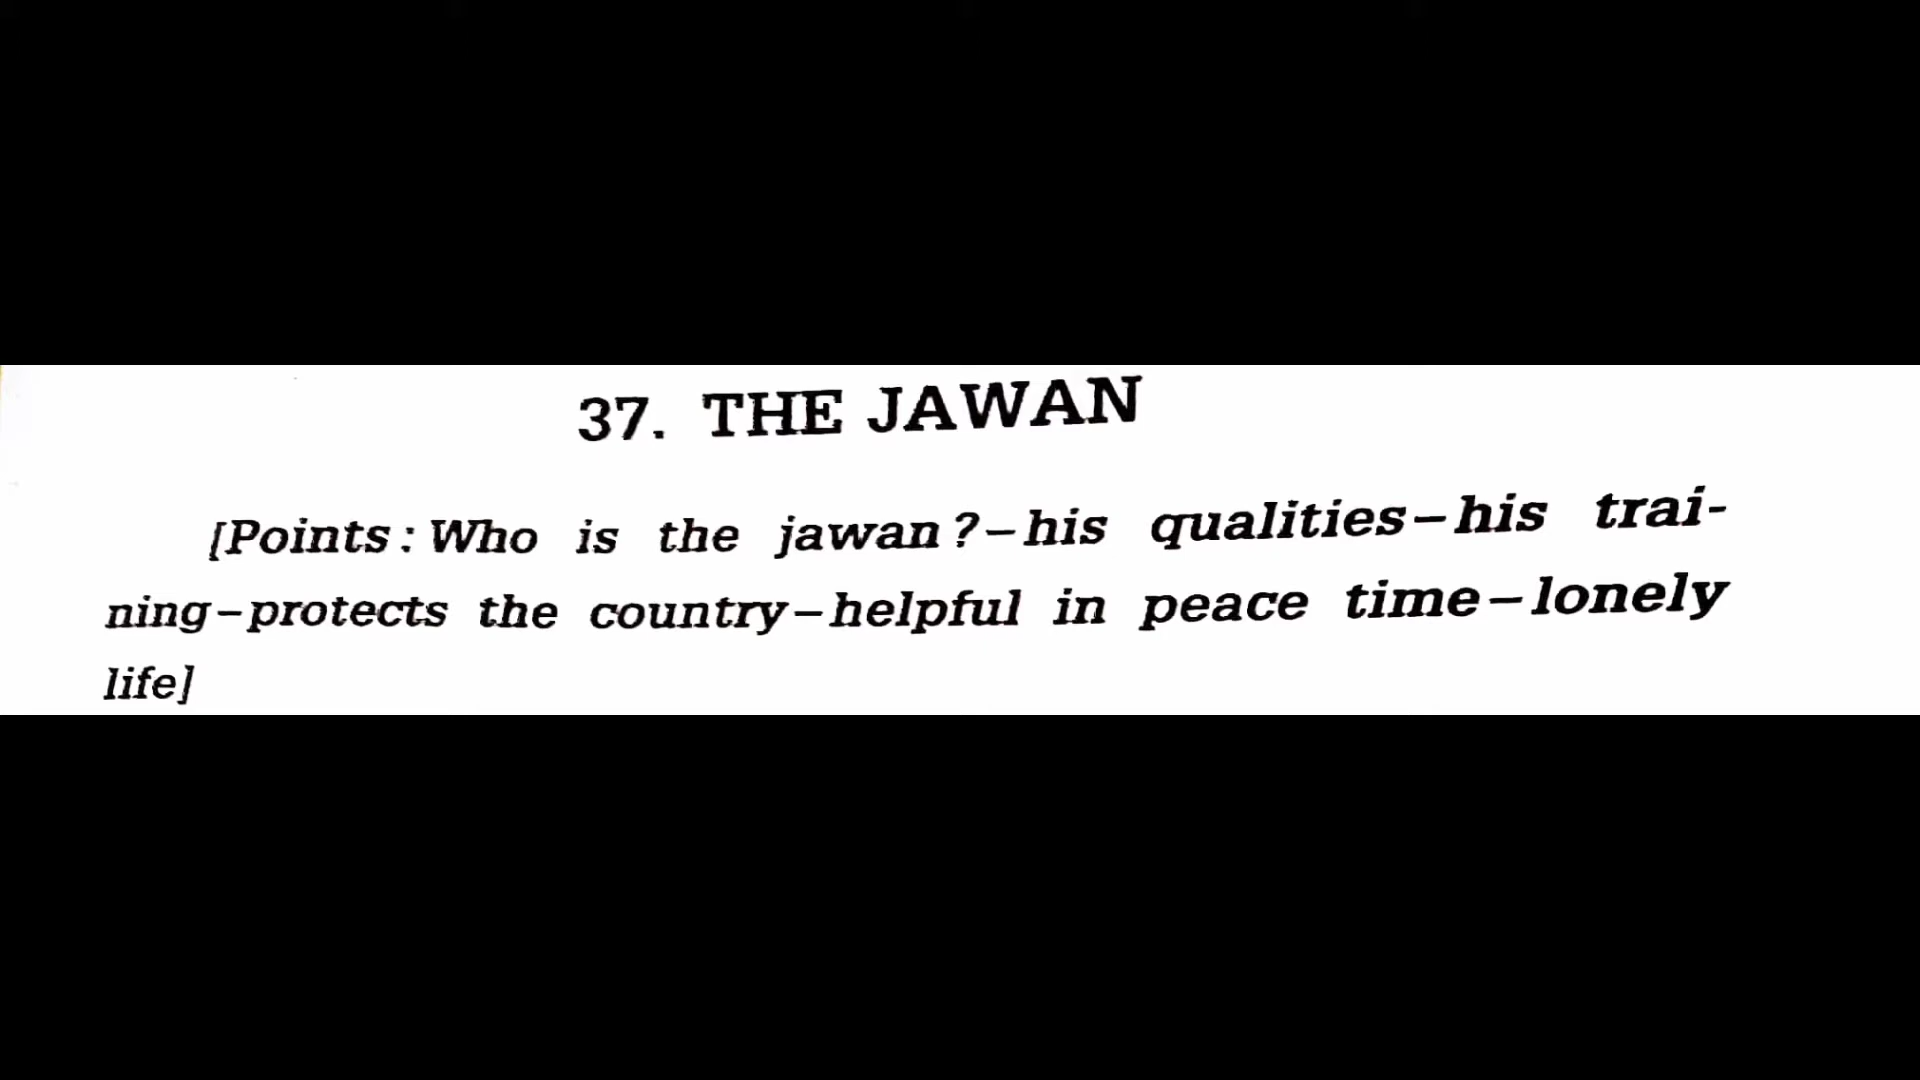 37. THE JAWAN
[Points : Who is the jawan ?–his qualities–his trai-
ning–protects the country–helpful in peace time–lonely
life]